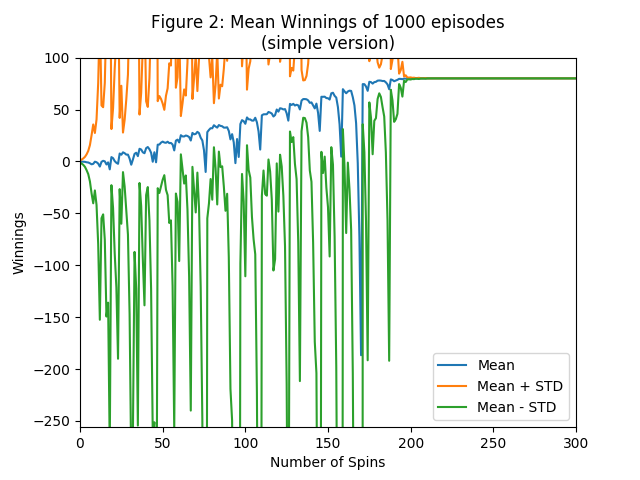 Figure 2: Mean Winnings of 1000 episodes
(simple version)
100
50
0
−50
−100
−150
−200
−250
Winnings
0 50 100 150 200 250 300
Number of Spins
Mean
Mean + STD
Mean - STD